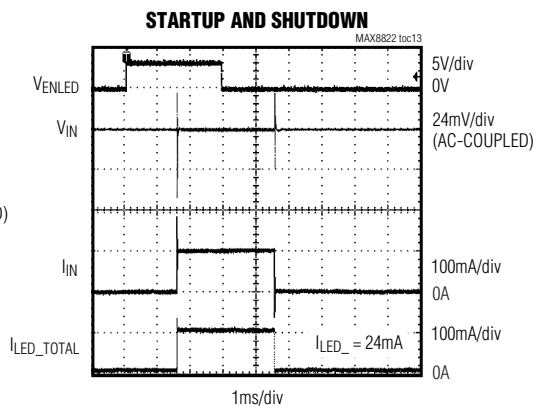 STARTUP AND SHUTDOWN
MAX8822 toc13
VENLED
5V/div
0V
VIN
24mV/div
(AC-COUPLED)
)
IIN
100mA/div
0A
ILED_TOTAL
ILED_ = 24mA
100mA/div
0A
1ms/div